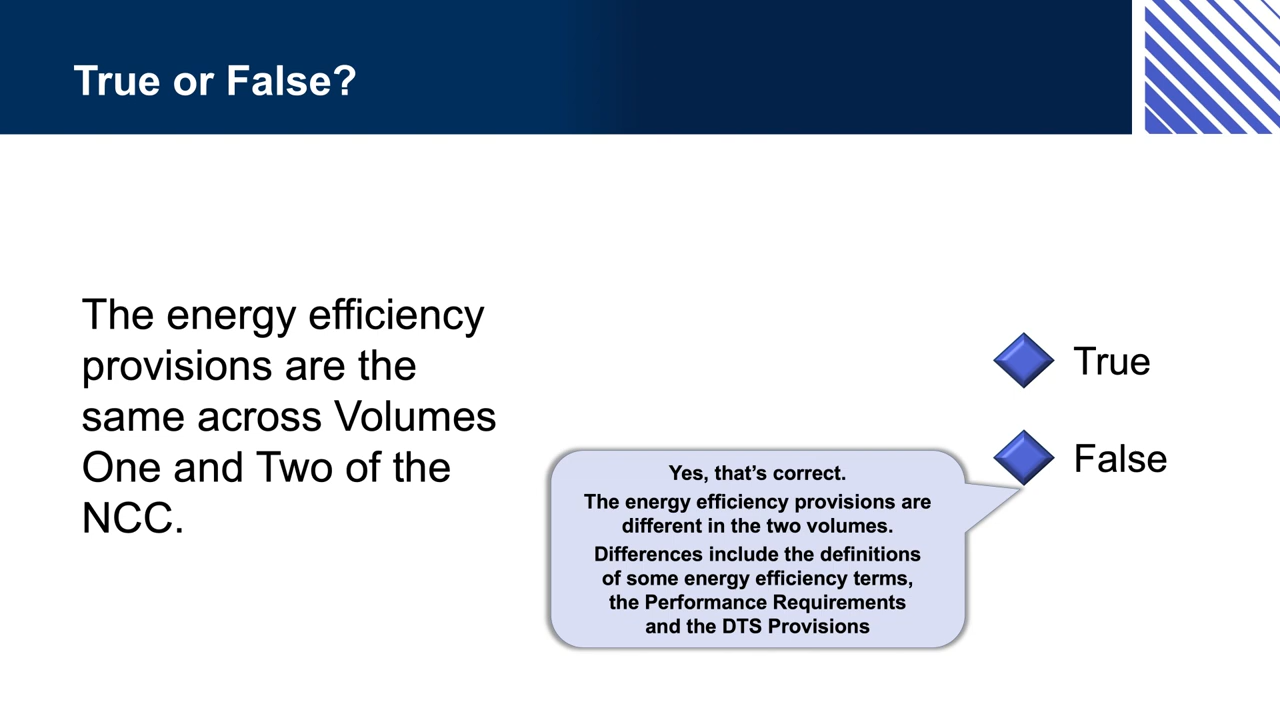 True or False?
The energy efficiency
provisions are the
same across Volumes
One and Two of the
NCC.
True
False
Yes, that’s correct.
The energy efficiency provisions are
different in the two volumes.
Differences include the definitions
of some energy efficiency terms,
the Performance Requirements
and the DTS Provisions